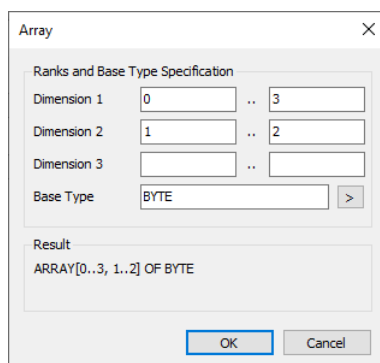 Array
Ranks and Base Type Specification
Dimension 1 0 .. 3
Dimension 2 1 .. 2
Dimension 3 ..
Base Type BYTE >
Result
ARRAY[0..3, 1..2] OF BYTE
OK Cancel